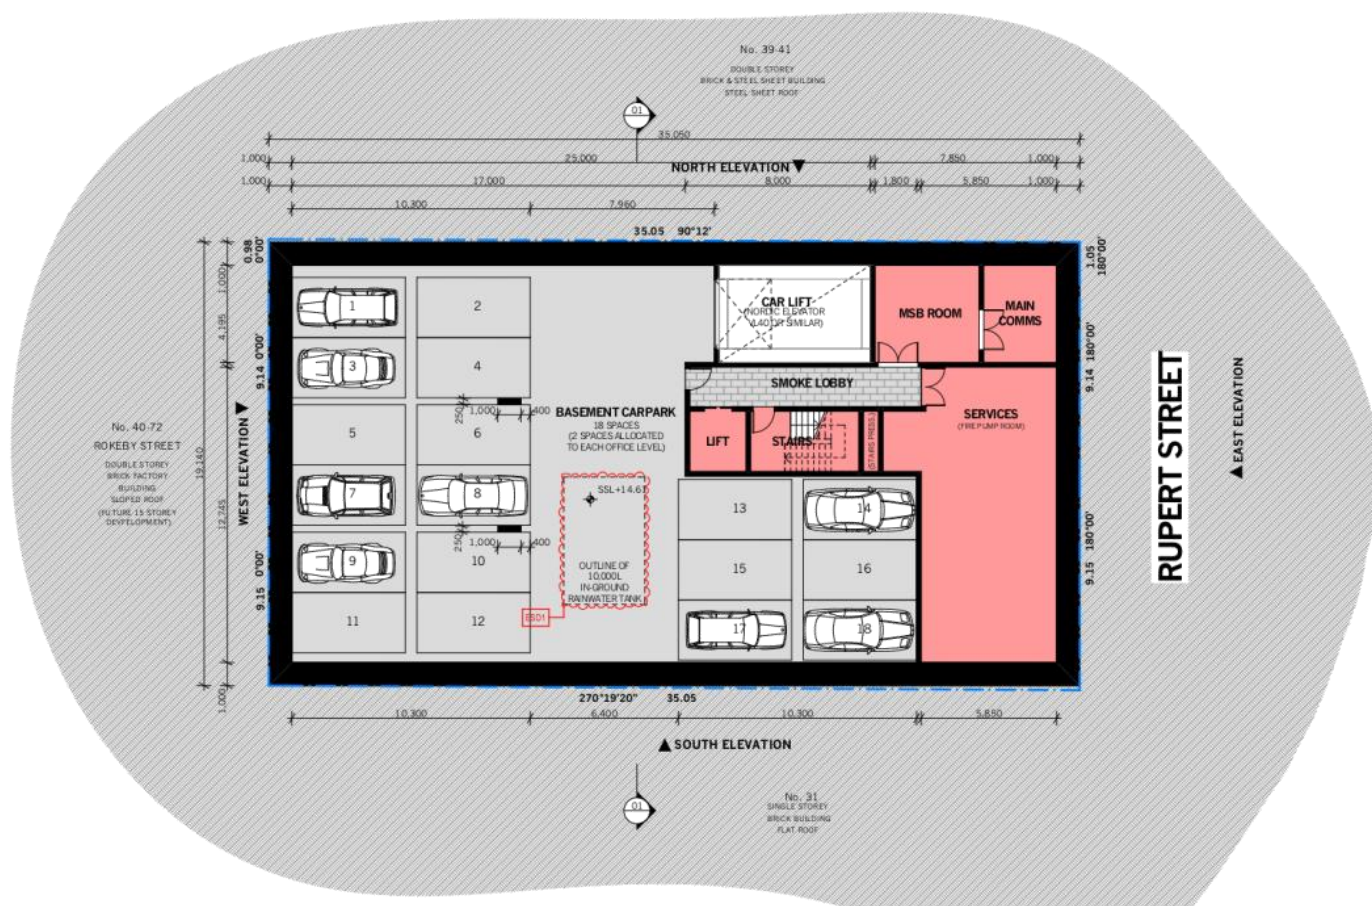 No. 39-41
DOUBLE STOREY
BRICK & STEEL SHEET BUILDING
STEEL SHEET ROOF
01
35.050
1.000
25.000
7.850
1.000
NORTH ELEVATION
1.000
17.000
8.000
1.800
5.850
1.000
10.300
7.960
35.05 90°12'
0.98
0°00'
1.05
180°00'
1.000
4.195
12.745
19.140
1.000
9.14 0°00'
9.15 0°00'
9.14 180°00'
9.15 180°00'
1
2
3
4
5
6
7
8
9
10
11
12
250
1,000
400
250
1,000
400
BASEMENT CARPARK
18 SPACES
(2 SPACES ALLOCATED
TO EACH OFFICE LEVEL)
SSL+14.61
OUTLINE OF
10,000L
IN-GROUND
RAINWATER TANK
ESD1
CAR LIFT
(NORDIC ELEVATOR
OR SIMILAR)
MSB ROOM
MAIN
COMMS
SMOKE LOBBY
LIFT
STAIRS
(STAIRS PRESS.)
SERVICES
(FIRE PUMP ROOM)
13
14
15
16
17
18
No. 40-72
ROKEBY STREET
DOUBLE STOREY
BRICK FACTORY
BUILDING
SLOPED ROOF
(FUTURE 15 STOREY
DEVELOPMENT)
WEST ELEVATION
RUPERT STREET
EAST ELEVATION
270°19'20" 35.05
10.300
6.400
10.300
5.850
SOUTH ELEVATION
01
No. 31
SINGLE STOREY
BRICK BUILDING
FLAT ROOF